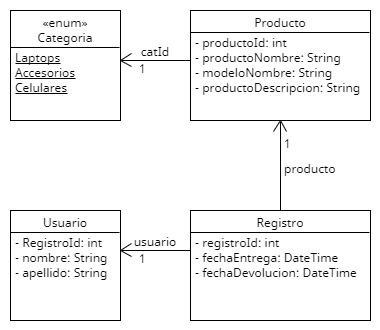 «enum»
Categoria
Laptops
Accesorios
Celulares
catId
1
Producto
- productoId: int
- productoNombre: String
- modeloNombre: String
- productoDescripcion: String
1
producto
Usuario
- RegistroId: int
- nombre: String
- apellido: String
usuario
1
Registro
- registroId: int
- fechaEntrega: DateTime
- fechaDevolucion: DateTime